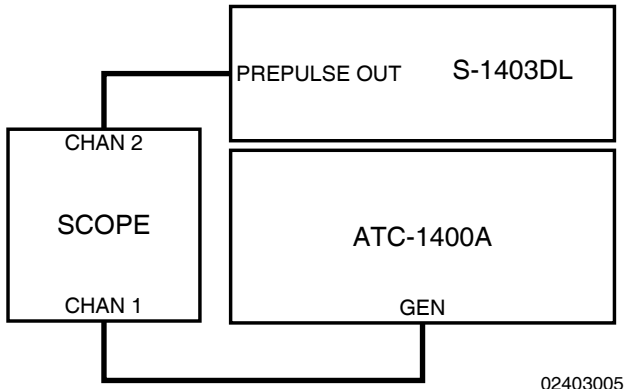 PREPULSE OUT
S-1403DL
CHAN 2
SCOPE
CHAN 1
ATC-1400A
GEN
02403005